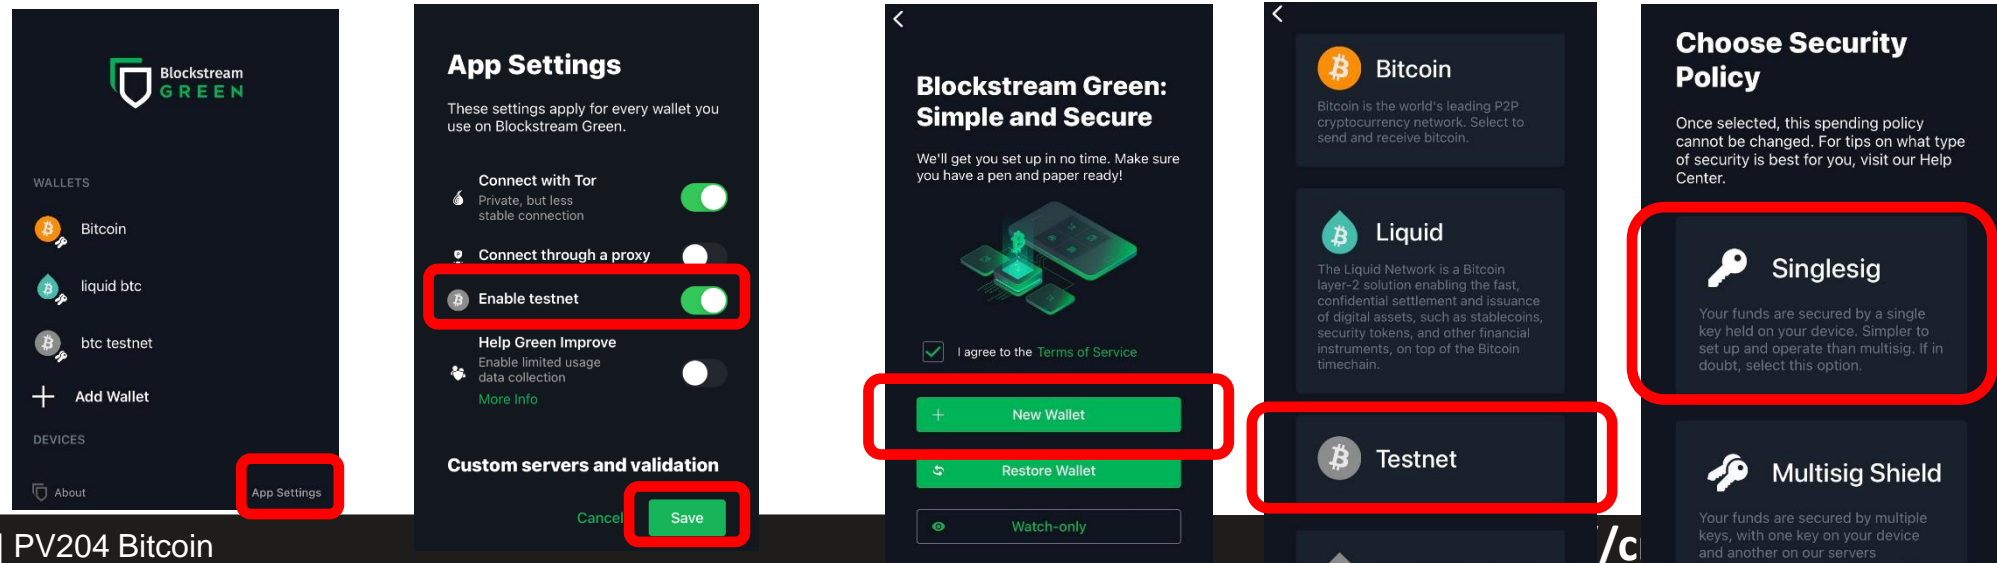 Blockstream
GREEN
WALLETS
Bitcoin
liquid btc
btc testnet
Add Wallet
DEVICES
About
App Settings
App Settings
These settings apply for every wallet you
use on Blockstream Green.
Connect with Tor
Private, but less
stable connection
Connect through a proxy
Enable testnet
Help Green Improve
Enable limited usage
data collection
More Info
Custom servers and validation
Cancel
Save
Blockstream Green:
Simple and Secure
We'll get you set up in no time. Make sure
you have a pen and paper ready!
I agree to the Terms of Service
New Wallet
Restore Wallet
Watch-only
Bitcoin
Bitcoin is the world's leading P2P
cryptocurrency network. Select to
send and receive bitcoin.
Liquid
The Liquid Network is a Bitcoin
layer-2 solution enabling the fast,
confidential settlement and issuance
of digital assets, such as stablecoins,
security tokens, and other financial
instruments, on top of the Bitcoin
timechain.
Testnet
Choose Security
Policy
Once selected, this spending policy
cannot be changed. For tips on what type
of security is best for you, visit our Help
Center.
Singlesig
Your funds are secured by a single
key held on your device. Simpler to
set up and operate than multisig. If in
doubt, select this option.
Multisig Shield
Your funds are secured by multiple
keys, with one key on your device
and another on our servers
| PV204 Bitcoin